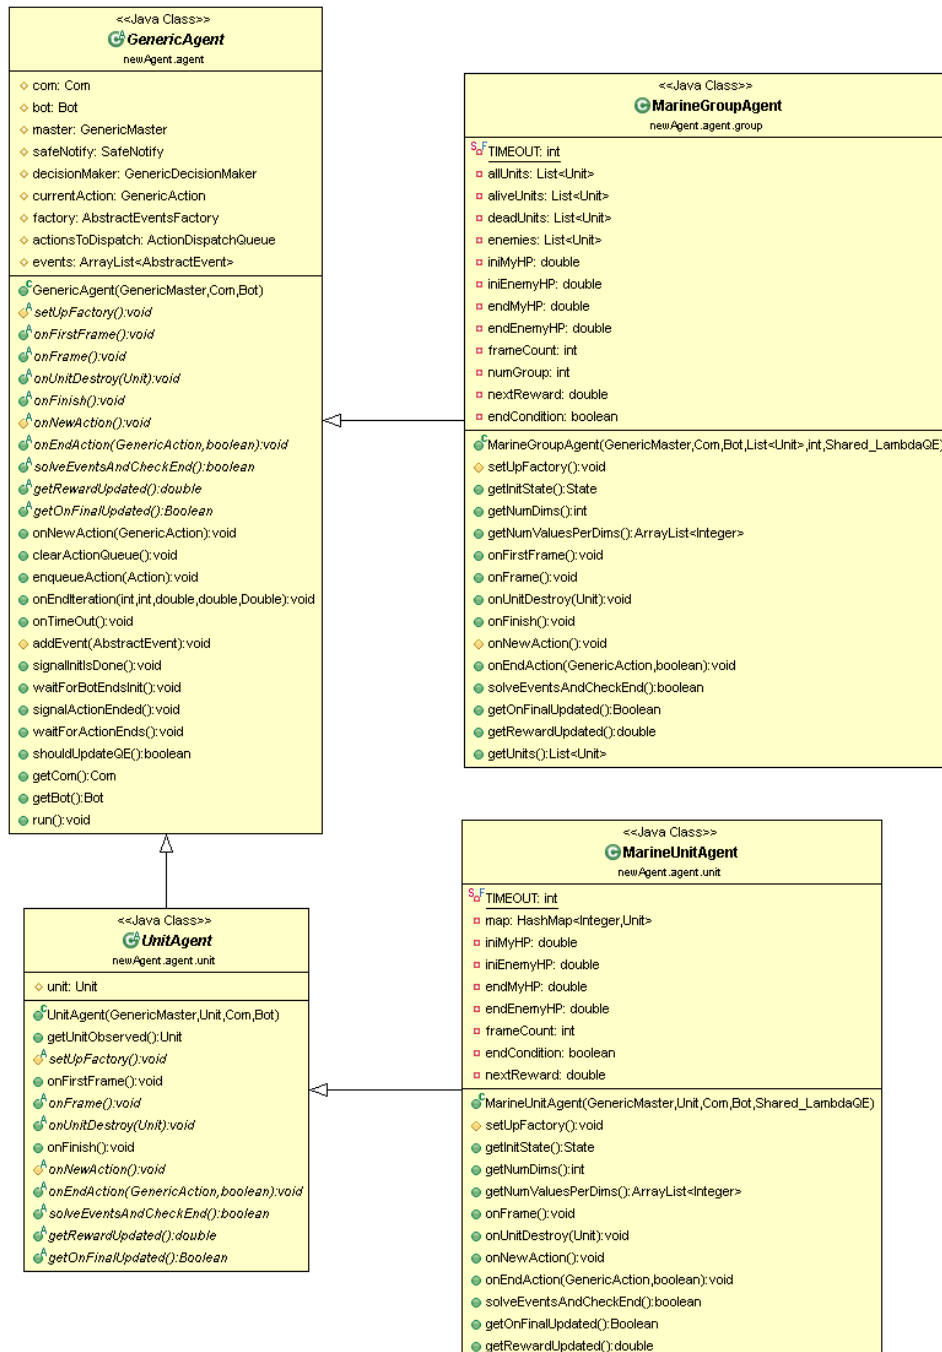 <<Java Class>>
GenericAgent
newAgent.agent
com: Com
bot: Bot
master: GenericMaster
safeNotify: SafeNotify
decisionMaker: GenericDecisionMaker
currentAction: GenericAction
factory: AbstractEventsFactory
actionsToDispatch: ActionDispatchQueue
events: ArrayList<AbstractEvent>
GenericAgent(GenericMaster,Com,Bot)
setUpFactory():void
onFirstFrame():void
onFrame():void
onUnitDestroy(Unit):void
onFinish():void
onNewAction():void
onEndAction(GenericAction,boolean):void
solveEventsAndCheckEnd():boolean
getRewardUpdated():double
getOnFinalUpdated():Boolean
onNewAction(GenericAction):void
clearActionQueue():void
enqueueAction(Action):void
onEndIteration(int,int,double,double,Double):void
onTimeOut():void
addEvent(AbstractEvent):void
signalInitIsDone():void
waitForBotEndsInit():void
signalActionEnded():void
waitForActionEnds():void
shouldUpdateQE():boolean
getCom():Com
getBot():Bot
run():void
<<Java Class>>
MarineGroupAgent
newAgent.agent.group
TIMEOUT: int
allUnits: List<Unit>
aliveUnits: List<Unit>
deadUnits: List<Unit>
enemies: List<Unit>
iniMyHP: double
iniEnemyHP: double
endMyHP: double
endEnemyHP: double
frameCount: int
numGroup: int
nextReward: double
endCondition: boolean
MarineGroupAgent(GenericMaster,Com,Bot,List<Unit>,int,Shared_LambdaQE)
setUpFactory():void
getInitState():State
getNumDims():int
getNumValuesPerDims():ArrayList<Integer>
onFirstFrame():void
onFrame():void
onUnitDestroy(Unit):void
onFinish():void
onNewAction():void
onEndAction(GenericAction,boolean):void
solveEventsAndCheckEnd():boolean
getOnFinalUpdated():Boolean
getRewardUpdated():double
getUnits():List<Unit>
<<Java Class>>
UnitAgent
newAgent.agent.unit
unit: Unit
UnitAgent(GenericMaster,Unit,Com,Bot)
getUnitObserved():Unit
setUpFactory():void
onFirstFrame():void
onFrame():void
onUnitDestroy(Unit):void
onFinish():void
onNewAction():void
onEndAction(GenericAction,boolean):void
solveEventsAndCheckEnd():boolean
getRewardUpdated():double
getOnFinalUpdated():Boolean
<<Java Class>>
MarineUnitAgent
newAgent.agent.unit
TIMEOUT: int
map: HashMap<Integer,Unit>
iniMyHP: double
iniEnemyHP: double
endMyHP: double
endEnemyHP: double
frameCount: int
endCondition: boolean
nextReward: double
MarineUnitAgent(GenericMaster,Unit,Com,Bot,Shared_LambdaQE)
setUpFactory():void
getInitState():State
getNumDims():int
getNumValuesPerDims():ArrayList<Integer>
onFrame():void
onUnitDestroy(Unit):void
onNewAction():void
onEndAction(GenericAction,boolean):void
solveEventsAndCheckEnd():boolean
getOnFinalUpdated():Boolean
getRewardUpdated():double